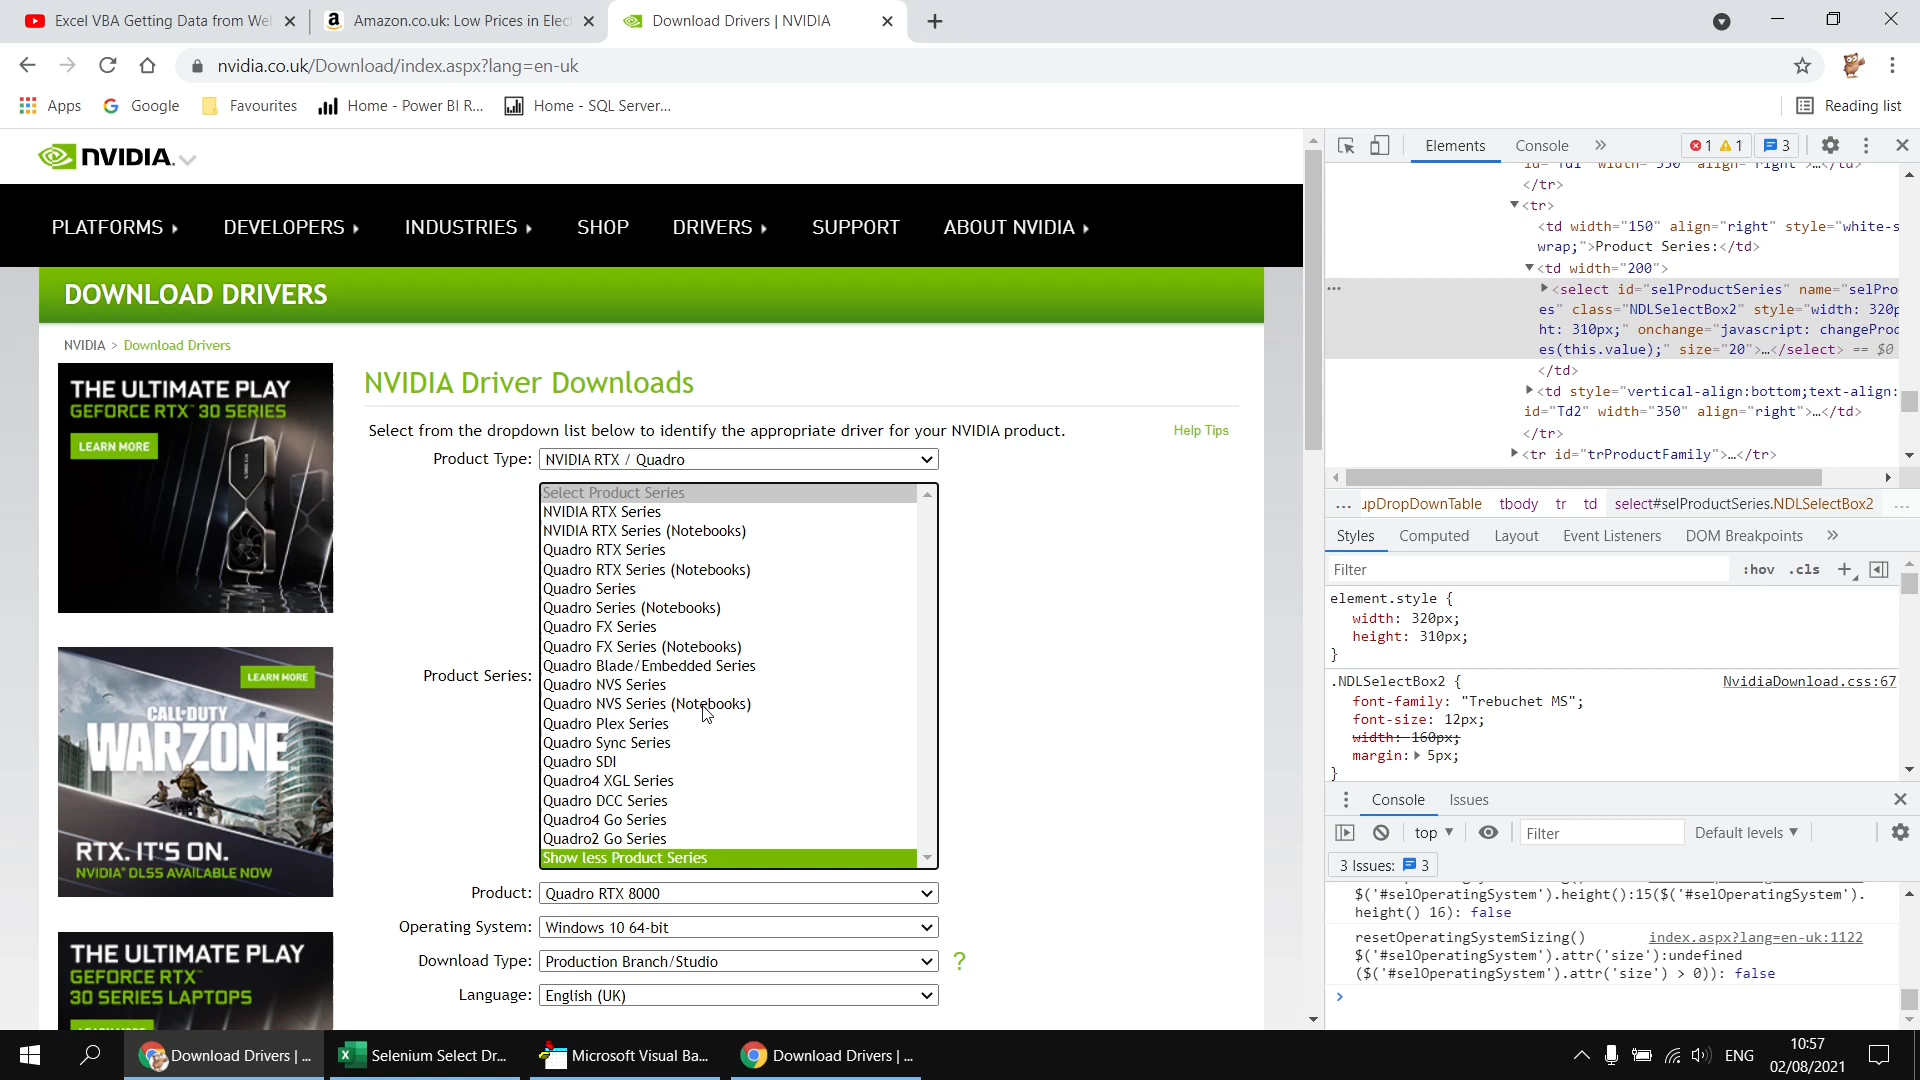 Excel VBA Getting Data from We
Amazon.co.uk: Low Prices in Elec
Download Drivers | NVIDIA
nvidia.co.uk/Download/index.aspx?lang=en-uk
Apps
Google
Favourites
Home - Power BI R...
Home - SQL Server...
Reading list
NVIDIA.
PLATFORMS
DEVELOPERS
INDUSTRIES
SHOP
DRIVERS
SUPPORT
ABOUT NVIDIA
DOWNLOAD DRIVERS
NVIDIA > Download Drivers
THE ULTIMATE PLAY
GEFORCE RTX™ 30 SERIES
LEARN MORE
LEARN MORE
CALL OF DUTY
WARZONE
RTX. IT'S ON.
NVIDIA® DLSS AVAILABLE NOW
THE ULTIMATE PLAY
GEFORCE RTX™
30 SERIES LAPTOPS
LEARN MORE
NVIDIA Driver Downloads
Select from the dropdown list below to identify the appropriate driver for your NVIDIA product.
Help Tips
Product Type: NVIDIA RTX / Quadro
Product Series:
Select Product Series
NVIDIA RTX Series
NVIDIA RTX Series (Notebooks)
Quadro RTX Series
Quadro RTX Series (Notebooks)
Quadro Series
Quadro Series (Notebooks)
Quadro FX Series
Quadro FX Series (Notebooks)
Quadro Blade/Embedded Series
Quadro NVS Series
Quadro NVS Series (Notebooks)
Quadro Plex Series
Quadro Sync Series
Quadro SDI
Quadro4 XGL Series
Quadro DCC Series
Quadro4 Go Series
Quadro2 Go Series
Show less Product Series
Product: Quadro RTX 8000
Operating System: Windows 10 64-bit
Download Type: Production Branch/Studio ?
Language: English (UK)
Elements
Console
1 1 3
id="Td1" width="350" align="right">…</td>
</tr>
<tr>
<td width="150" align="right" style="white-s
wrap;">Product Series:</td>
<td width="200">
<select id="selProductSeries" name="selPro
es" class="NDLSelectBox2" style="width: 320p
ht: 310px;" onchange="javascript: changeProd
es(this.value);" size="20">…</select> == $0
</td>
<td style="vertical-align:bottom;text-align:
id="Td2" width="350" align="right">…</td>
</tr>
<tr id="trProductFamily">…</tr>
... upDropDownTable tbody tr td select#selProductSeries.NDLSelectBox2 ...
Styles Computed Layout Event Listeners DOM Breakpoints
Filter :hov .cls
element.style {
width: 320px;
height: 310px;
}
.NDLSelectBox2 { NvidiaDownload.css:67
font-family: "Trebuchet MS";
font-size: 12px;
width: 160px;
margin: 5px;
}
Console Issues
top Filter Default levels
3 Issues: 3
$('#selOperatingSystem').height():15($('#selOperatingSystem').
height() 16): false
resetOperatingSystemSizing() index.aspx?lang=en-uk:1122
$('#selOperatingSystem').attr('size'):undefined
($('#selOperatingSystem').attr('size') > 0)): false
>
Download Drivers | ...
Selenium Select Dr...
Microsoft Visual Ba...
Download Drivers | ...
ENG
10:57
02/08/2021